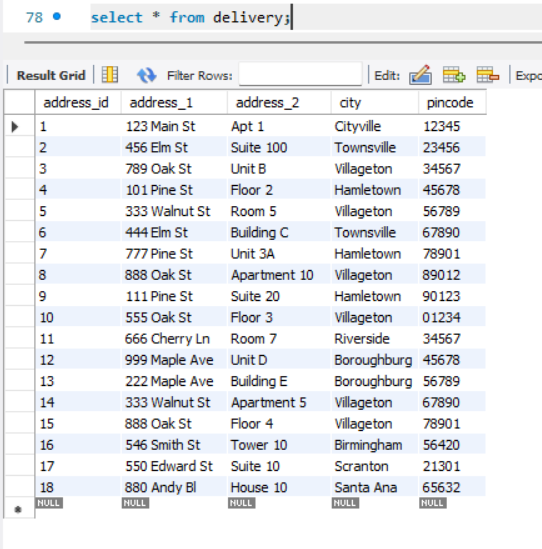 78 select * from delivery;
Result Grid Filter Rows: Edit: Expo
address_id address_1 address_2 city pincode
1 123 Main St Apt 1 Cityville 12345
2 456 Elm St Suite 100 Townsville 23456
3 789 Oak St Unit B Villageton 34567
4 101 Pine St Floor 2 Hamletown 45678
5 333 Walnut St Room 5 Villageton 56789
6 444 Elm St Building C Townsville 67890
7 777 Pine St Unit 3A Hamletown 78901
8 888 Oak St Apartment 10 Villageton 89012
9 111 Pine St Suite 20 Hamletown 90123
10 555 Oak St Floor 3 Villageton 01234
11 666 Cherry Ln Room 7 Riverside 34567
12 999 Maple Ave Unit D Boroughburg 45678
13 222 Maple Ave Building E Boroughburg 56789
14 333 Walnut St Apartment 5 Villageton 67890
15 888 Oak St Floor 4 Villageton 78901
16 546 Smith St Tower 10 Birmingham 56420
17 550 Edward St Suite 10 Scranton 21301
18 880 Andy Bl House 10 Santa Ana 65632
NULL NULL NULL NULL NULL